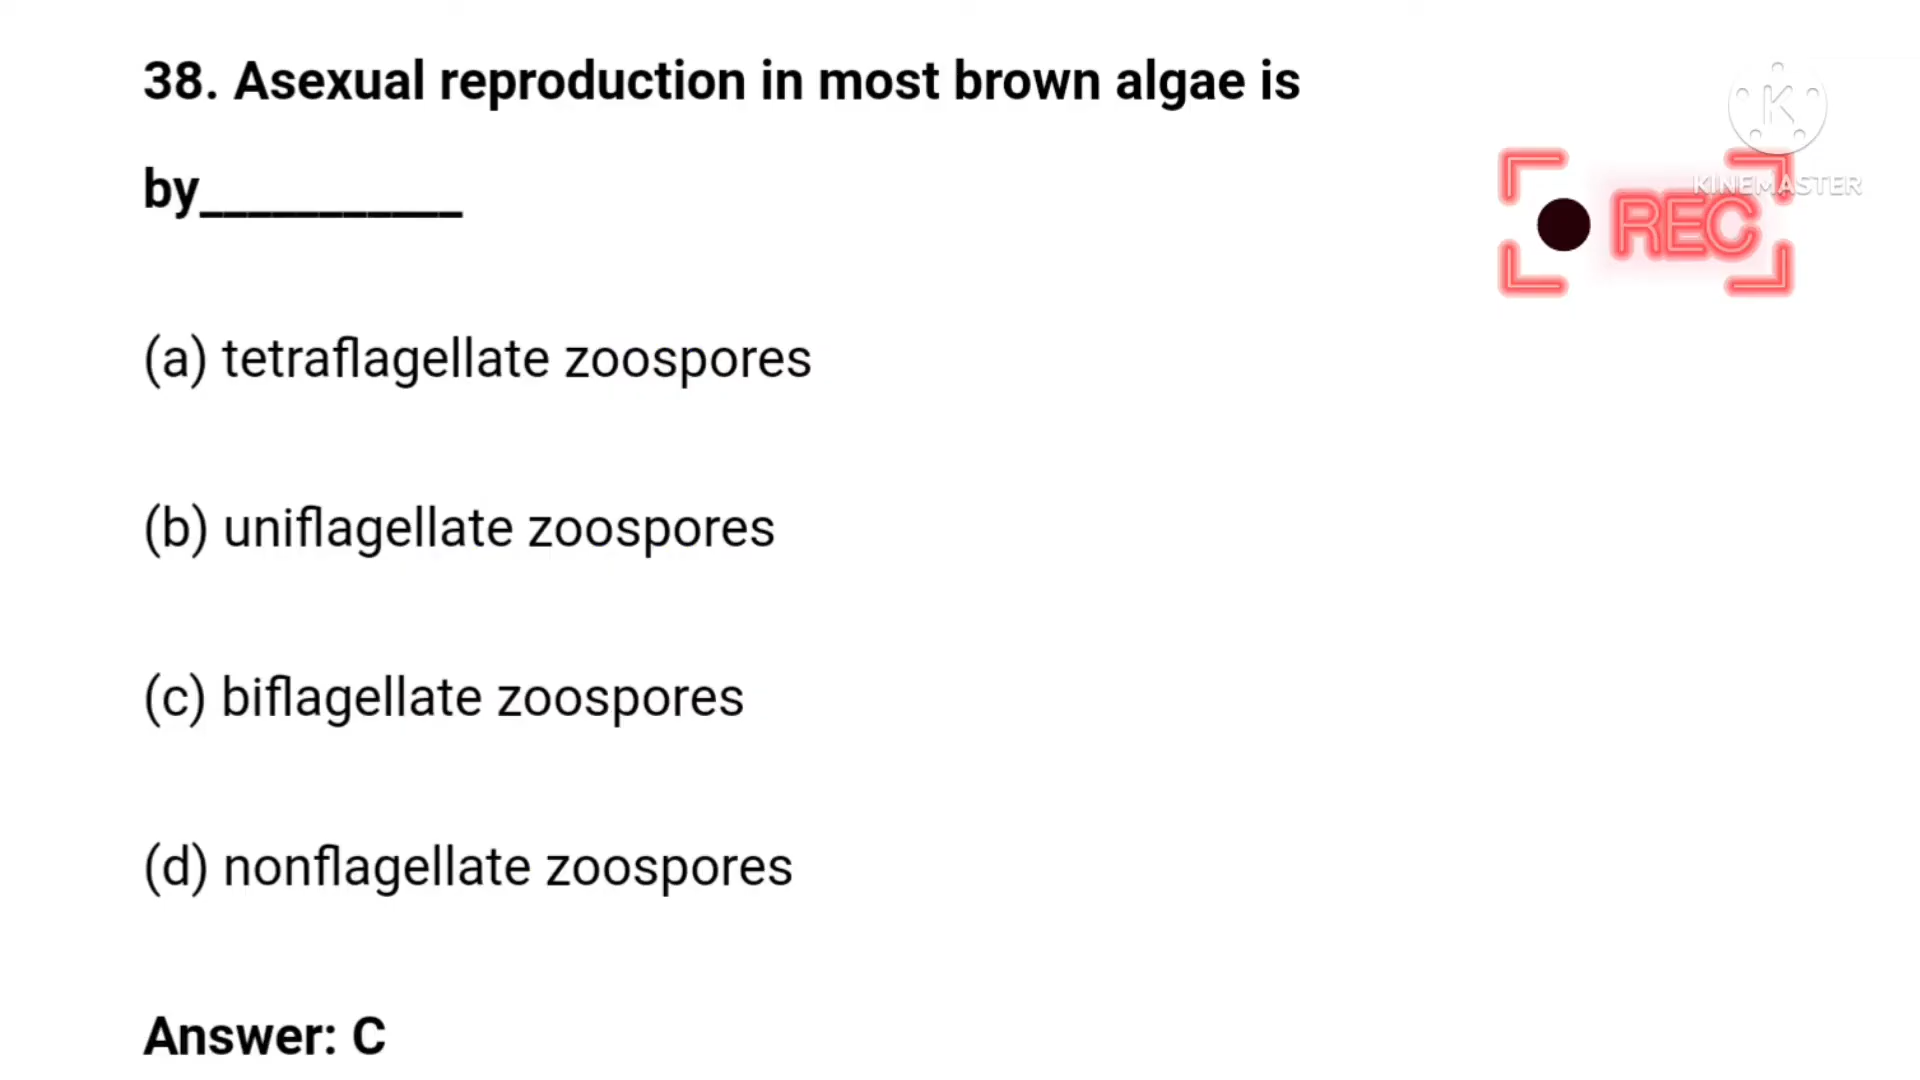 38. Asexual reproduction in most brown algae is
by___________
K
KINEMASTER
REC
(a) tetraflagellate zoospores
(b) uniflagellate zoospores
(c) biflagellate zoospores
(d) nonflagellate zoospores
Answer: C